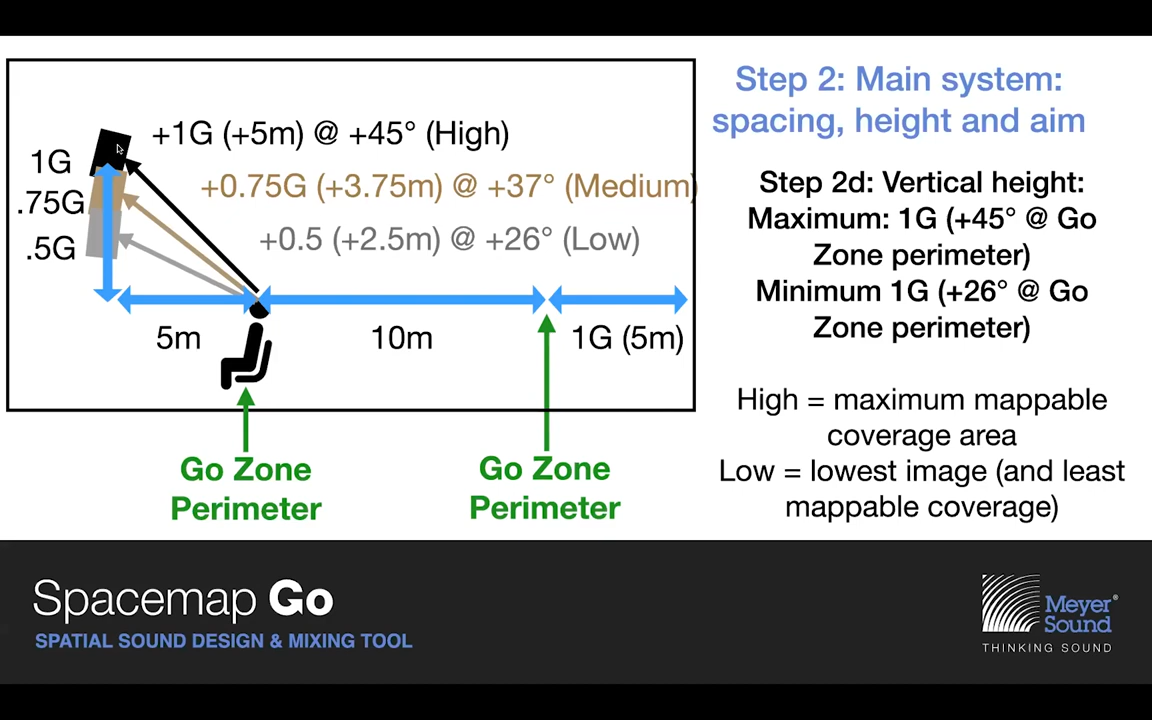 Step 2: Main system:
spacing, height and aim
+1G (+5m) @ +45° (High)
1G
+0.75G (+3.75m) @ +37° (Medium)
.75G
+0.5 (+2.5m) @ +26° (Low)
.5G
5m
10m
1G (5m)
Go Zone
Perimeter
Go Zone
Perimeter
Step 2d: Vertical height:
Maximum: 1G (+45° @ Go
Zone perimeter)
Minimum 1G (+26° @ Go
Zone perimeter)
High = maximum mappable
coverage area
Low = lowest image (and least
mappable coverage)
Spacemap Go
SPATIAL SOUND DESIGN & MIXING TOOL
Meyer
Sound®
THINKING SOUND